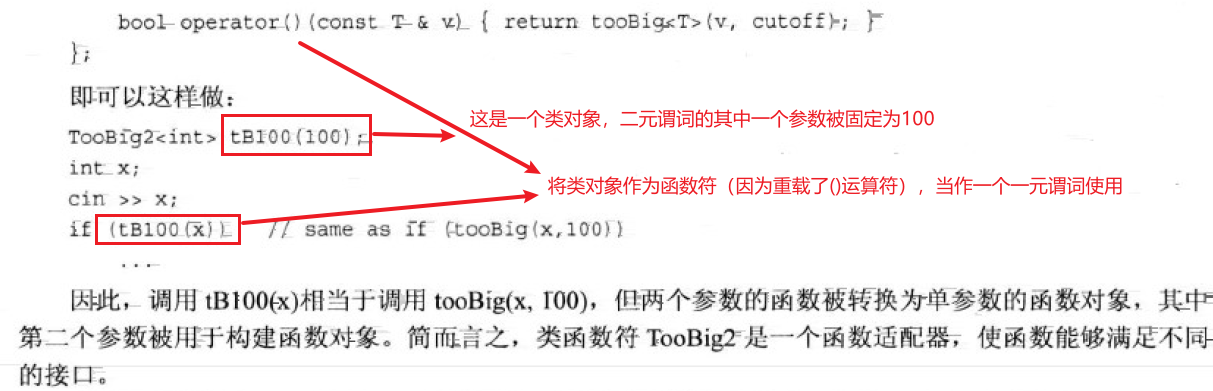 bool operator()(const T & v) { return tooBig<T>(v, cutoff); }
};
即可以这样做：
TooBig2<int> tB100(100);
这是一个类对象，二元谓词的其中一个参数被固定为100
int x;
将类对象作为函数符（因为重载了()运算符），当作一个一元谓词使用
cin >> x;
if (tB100(x)) // same as if (tooBig(x,100))
...
因此，调用 tB100(x)相当于调用 tooBig(x, 100)，但两个参数的函数被转换为单参数的函数对象，其中
第二个参数被用于构建函数对象。简而言之，类函数符 TooBig2 是一个函数适配器，使函数能够满足不同
的接口。